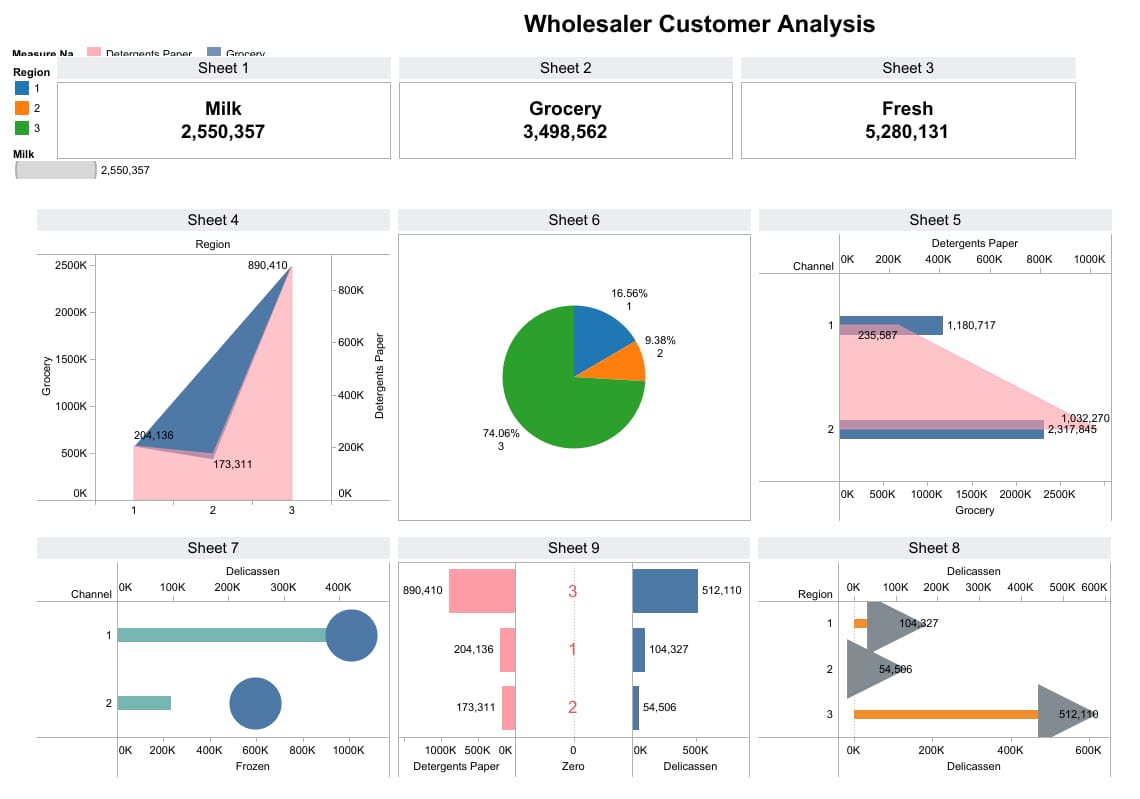 Wholesaler Customer Analysis
Measure Na
Detergents Paper
Grocery
Region
1
2
3
Milk
2,550,357
Sheet 1
Milk
2,550,357
Sheet 2
Grocery
3,498,562
Sheet 3
Fresh
5,280,131
Sheet 4
Region
2500K
2000K
1500K
1000K
500K
0K
Grocery
890,410
204,136
173,311
800K
600K
400K
200K
0K
Detergents Paper
1 2 3
Sheet 6
16.56%
1
9.38%
2
74.06%
3
Sheet 5
Detergents Paper
Channel 0K 200K 400K 600K 800K 1000K
1 1,180,717
235,587
1,032,270
2 2,317,845
0K 500K 1000K 1500K 2000K 2500K
Grocery
Sheet 7
Delicassen
Channel 0K 100K 200K 300K 400K
1
2
0K 200K 400K 600K 800K 1000K
Frozen
Sheet 9
890,410 3 512,110
204,136 1 104,327
173,311 2 54,506
1000K 500K 0K 0 0K 500K
Detergents Paper Zero Delicassen
Sheet 8
Delicassen
Region 0K 100K 200K 300K 400K 500K 600K
1 104,327
2 54,506
3 512,110
0K 200K 400K 600K
Delicassen